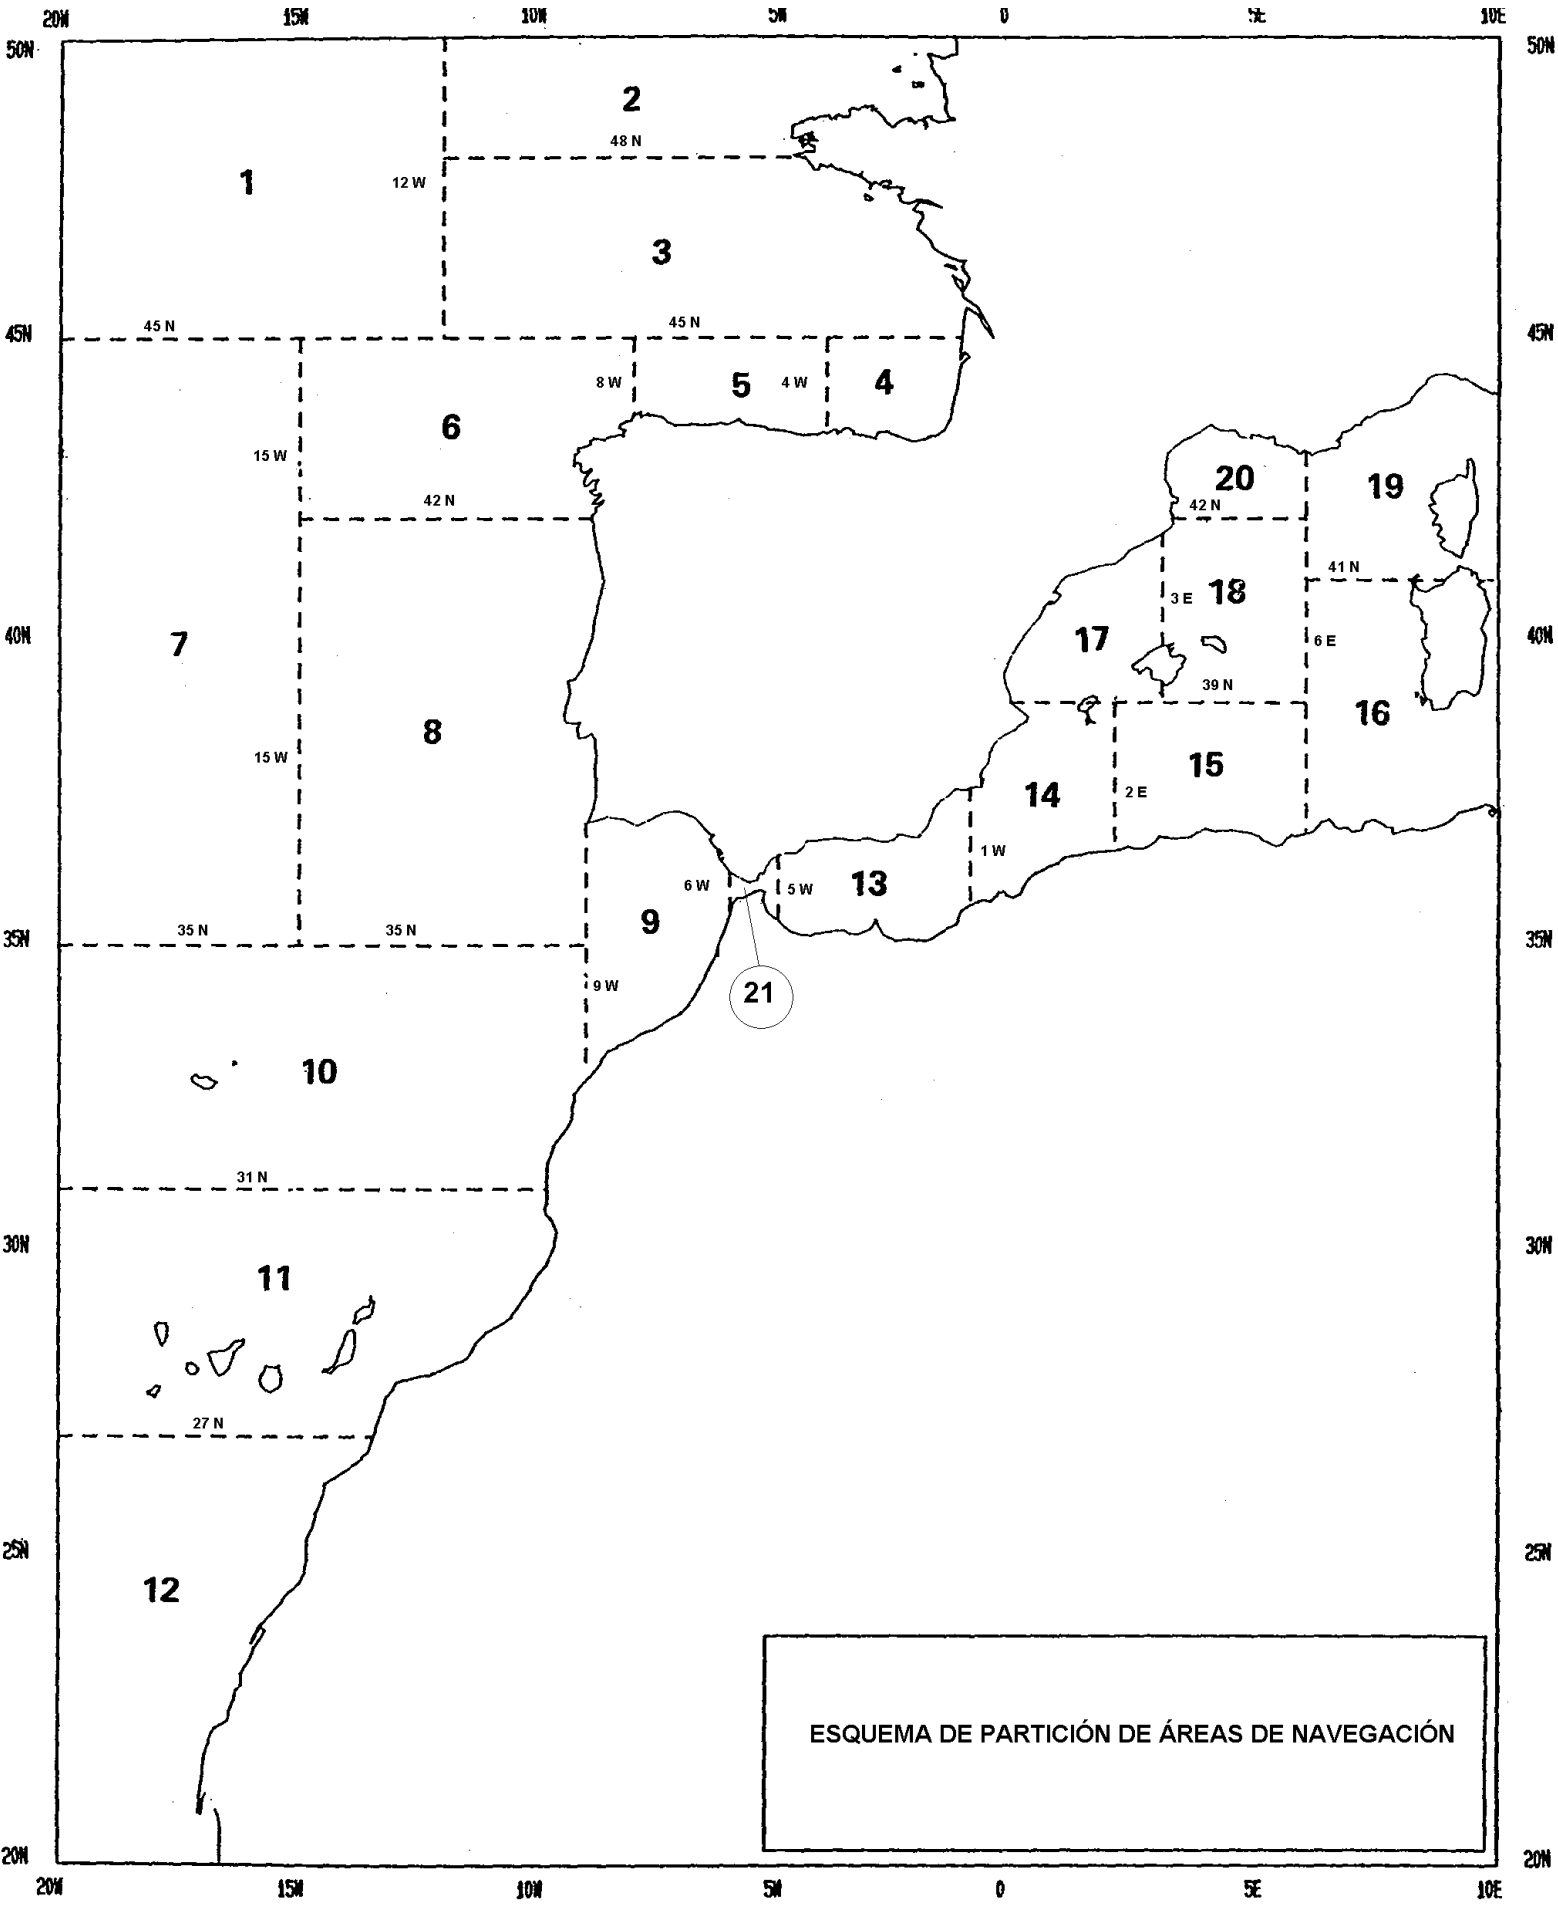 20W 15W 10W 5W 0 5E 10E
50N 50N
2
48 N
1 12 W
3
45 N 45 N
45N 45N
8 W 5 4 W 4
6
15 W
20 19
42 N 42 N
41 N
18
3 E
40N 7 17 6 E 40N
39 N
8 16
15 W 15
14 2 E
1 W
6 W 5 W 13
9
35 N 35 N
35N 35N
9 W 21
10
31 N
30N 30N
11
27 N
25N 25N
12
ESQUEMA DE PARTICIÓN DE ÁREAS DE NAVEGACIÓN
20N 20N
20W 15W 10W 5W 0 5E 10E